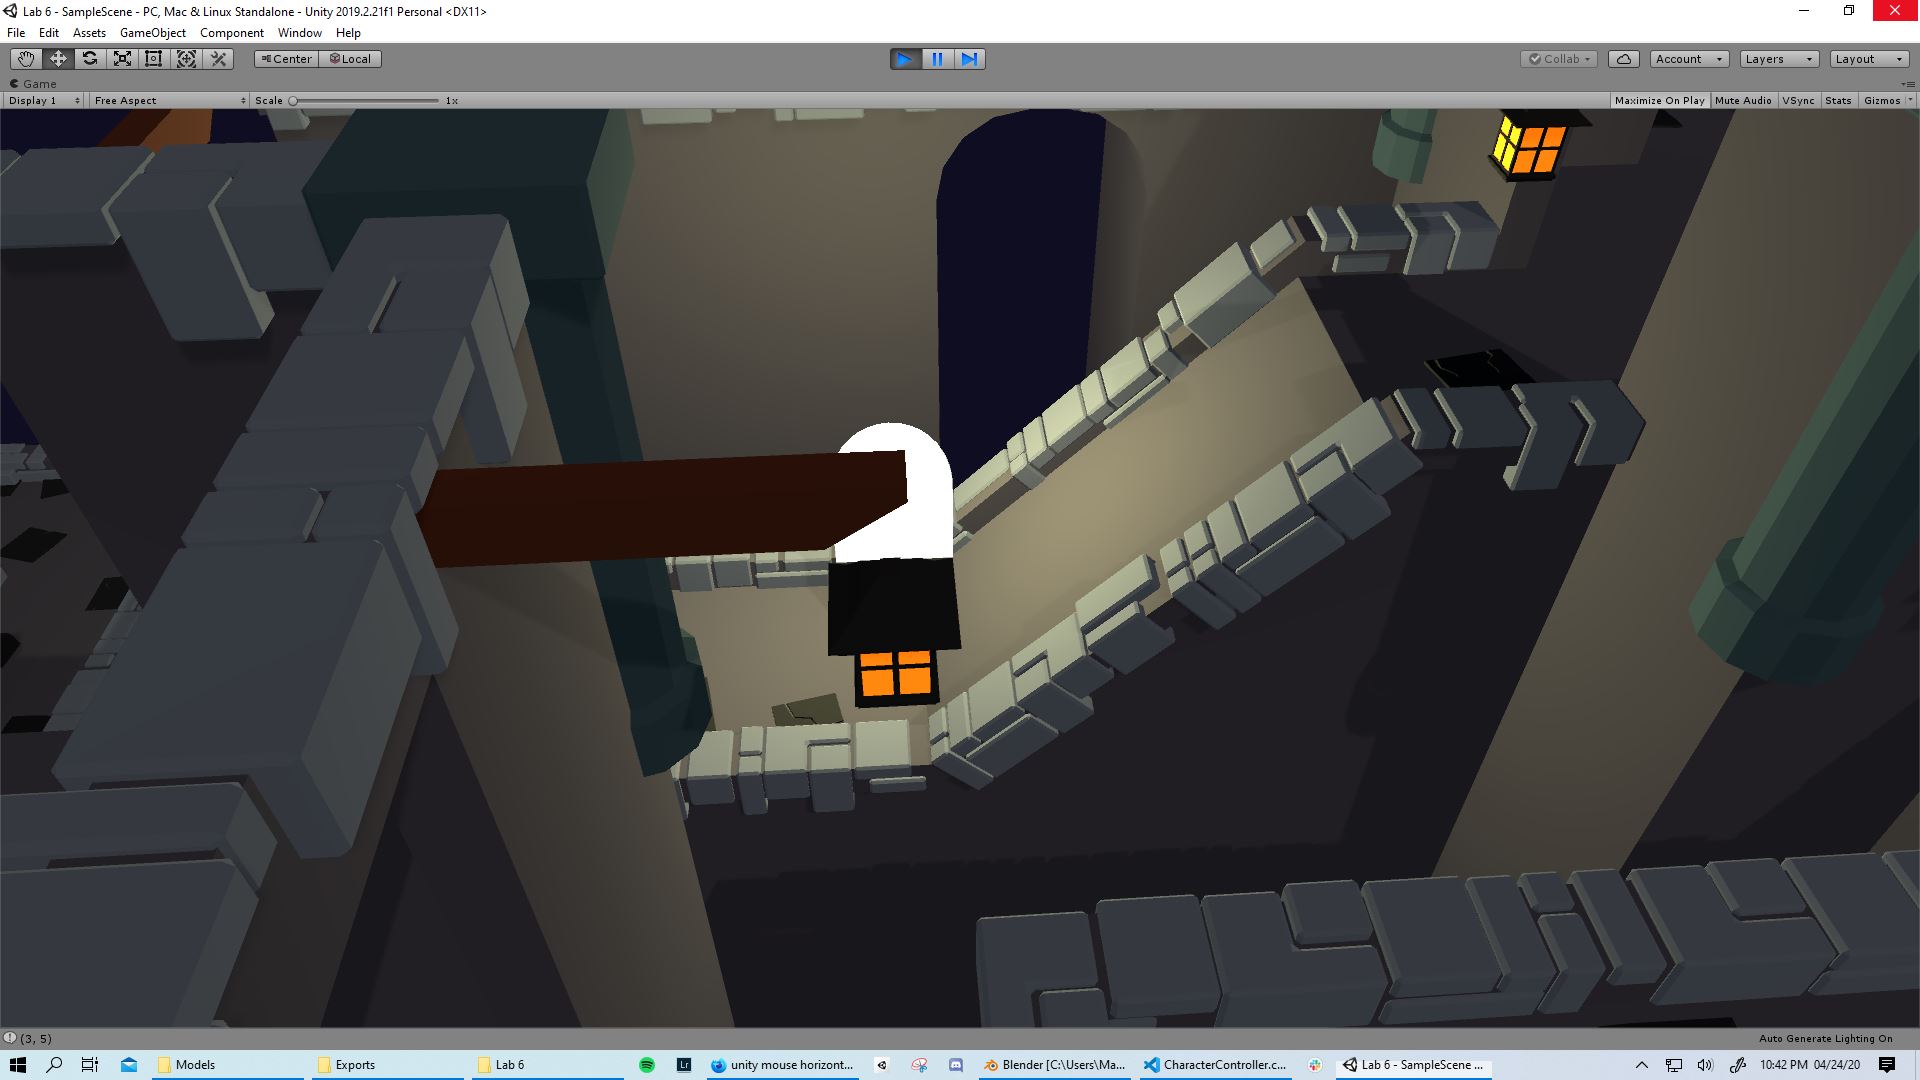 Lab 6 - SampleScene - PC, Mac & Linux Standalone - Unity 2019.2.21f1 Personal <DX11>
File Edit Assets GameObject Component Window Help
Center Local Collab Account Layers Layout
Game
Display 1 Free Aspect Scale 1x Maximize On Play Mute Audio VSync Stats Gizmos
(3, 5)
Auto Generate Lighting On
Models Exports Lab 6 Lr unity mouse horizont... Blender [C:\Users\Ma... CharacterController.c... Lab 6 - SampleScene ... 10:42 PM 04/24/20